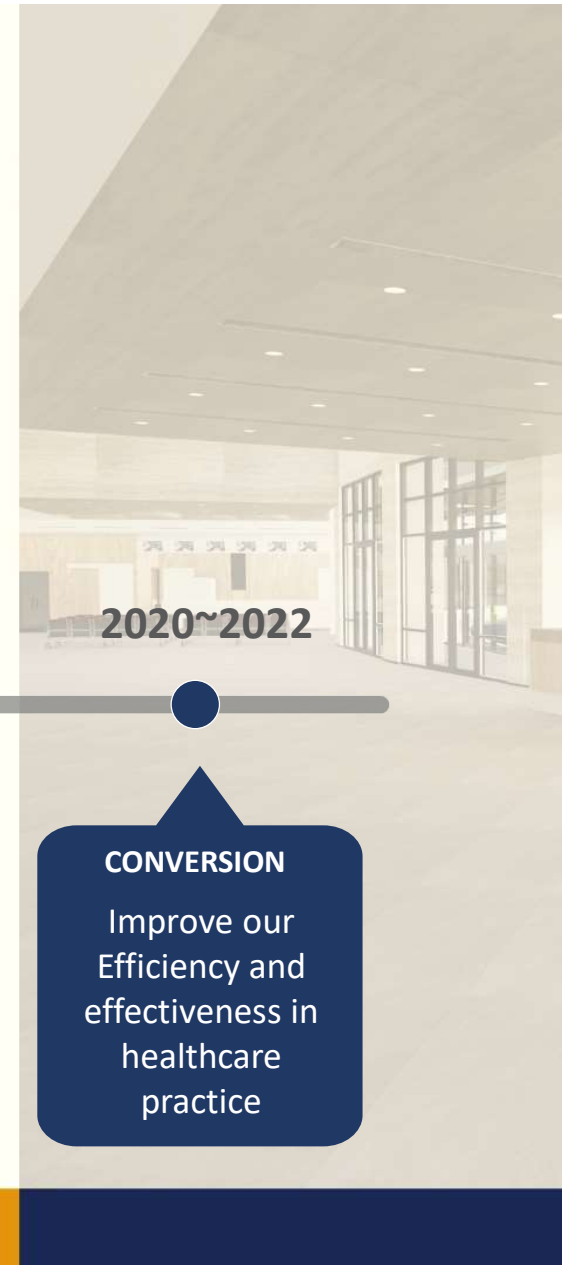 2020~2022
CONVERSION
Improve our
Efficiency and
effectiveness in
healthcare
practice